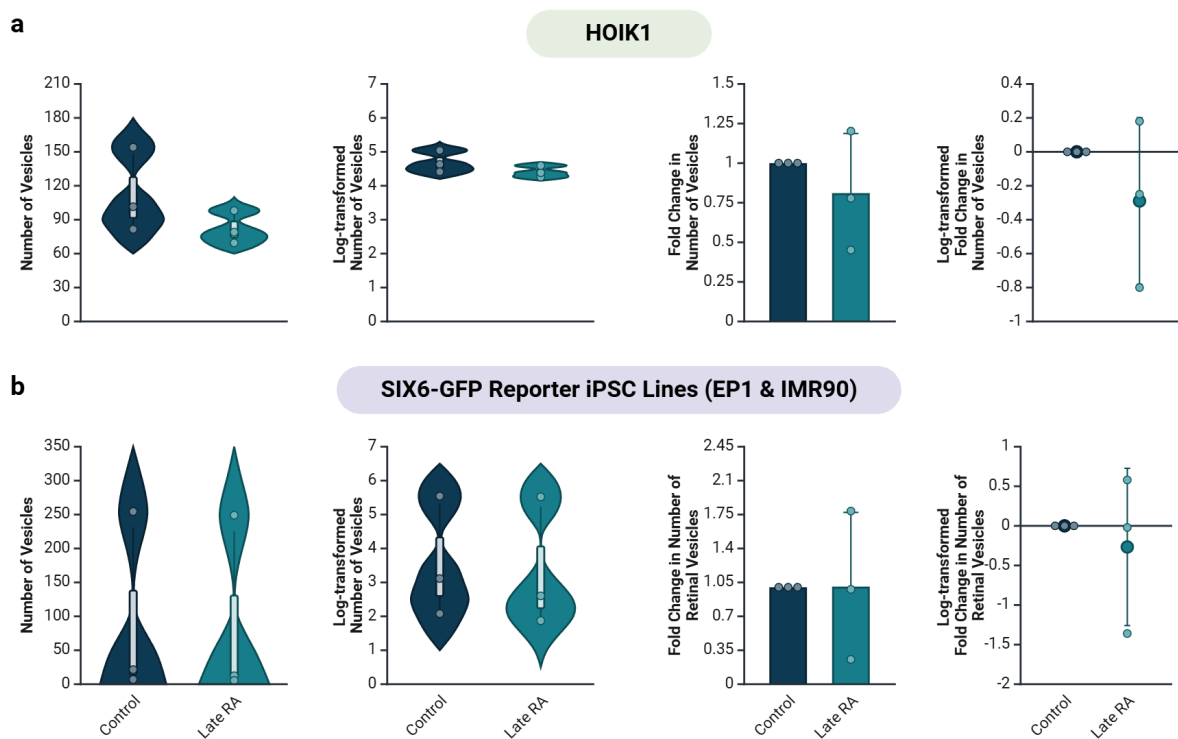 a
HOIK1
Number of Vesicles
210
180
150
120
90
60
30
0
Log-transformed
Number of Vesicles
7
6
5
4
3
2
1
0
Fold Change in
Number of Vesicles
1.5
1.25
1
0.75
0.5
0.25
0
Log-transformed
Fold Change in
Number of Vesicles
0.4
0.2
0
-0.2
-0.4
-0.6
-0.8
-1
b
SIX6-GFP Reporter iPSC Lines (EP1 & IMR90)
Number of Vesicles
350
300
250
200
150
100
50
0
Control
Late RA
Log-transformed
Number of Vesicles
7
6
5
4
3
2
1
0
Control
Late RA
Fold Change in Number of
Retinal Vesicles
2.45
2.1
1.75
1.4
1.05
0.7
0.35
0
Control
Late RA
Log-transformed
Fold Change in Number of
Retinal Vesicles
1
0.5
0
-0.5
-1
-1.5
-2
Control
Late RA